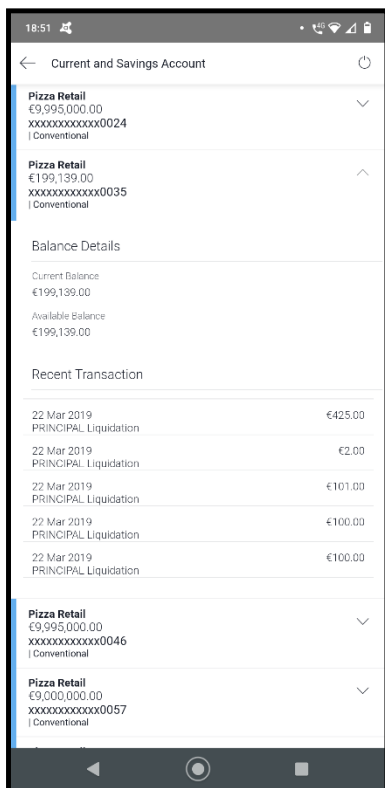 18:51
4G
Current and Savings Account
Pizza Retail
€9,995,000.00
xxxxxxxxxxxx0024
| Conventional
Pizza Retail
€199,139.00
xxxxxxxxxxxx0035
| Conventional
Balance Details
Current Balance
€199,139.00
Available Balance
€199,139.00
Recent Transaction
22 Mar 2019 €425.00
PRINCIPAL Liquidation
22 Mar 2019 €2.00
PRINCIPAL Liquidation
22 Mar 2019 €101.00
PRINCIPAL Liquidation
22 Mar 2019 €100.00
PRINCIPAL Liquidation
22 Mar 2019 €100.00
PRINCIPAL Liquidation
Pizza Retail
€9,995,000.00
xxxxxxxxxxxx0046
| Conventional
Pizza Retail
€9,000,000.00
xxxxxxxxxxxx0057
| Conventional